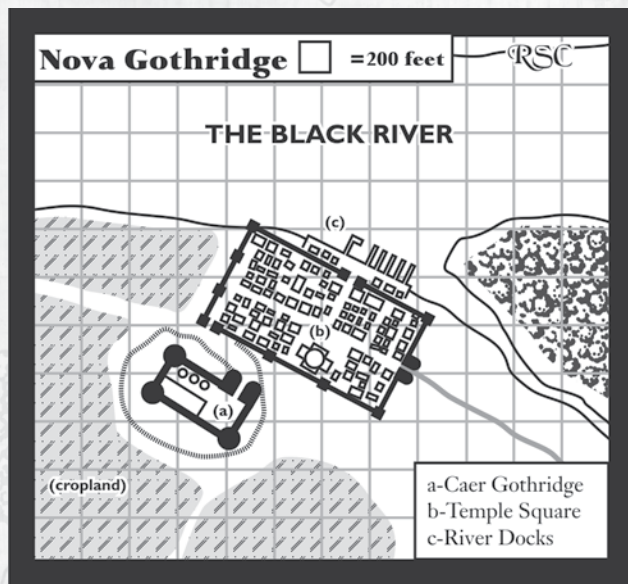 Nova Gothridge =200 feet
RSC
THE BLACK RIVER
(c)
(b)
(a)
(cropland)
a-Caer Gothridge
b-Temple Square
c-River Docks